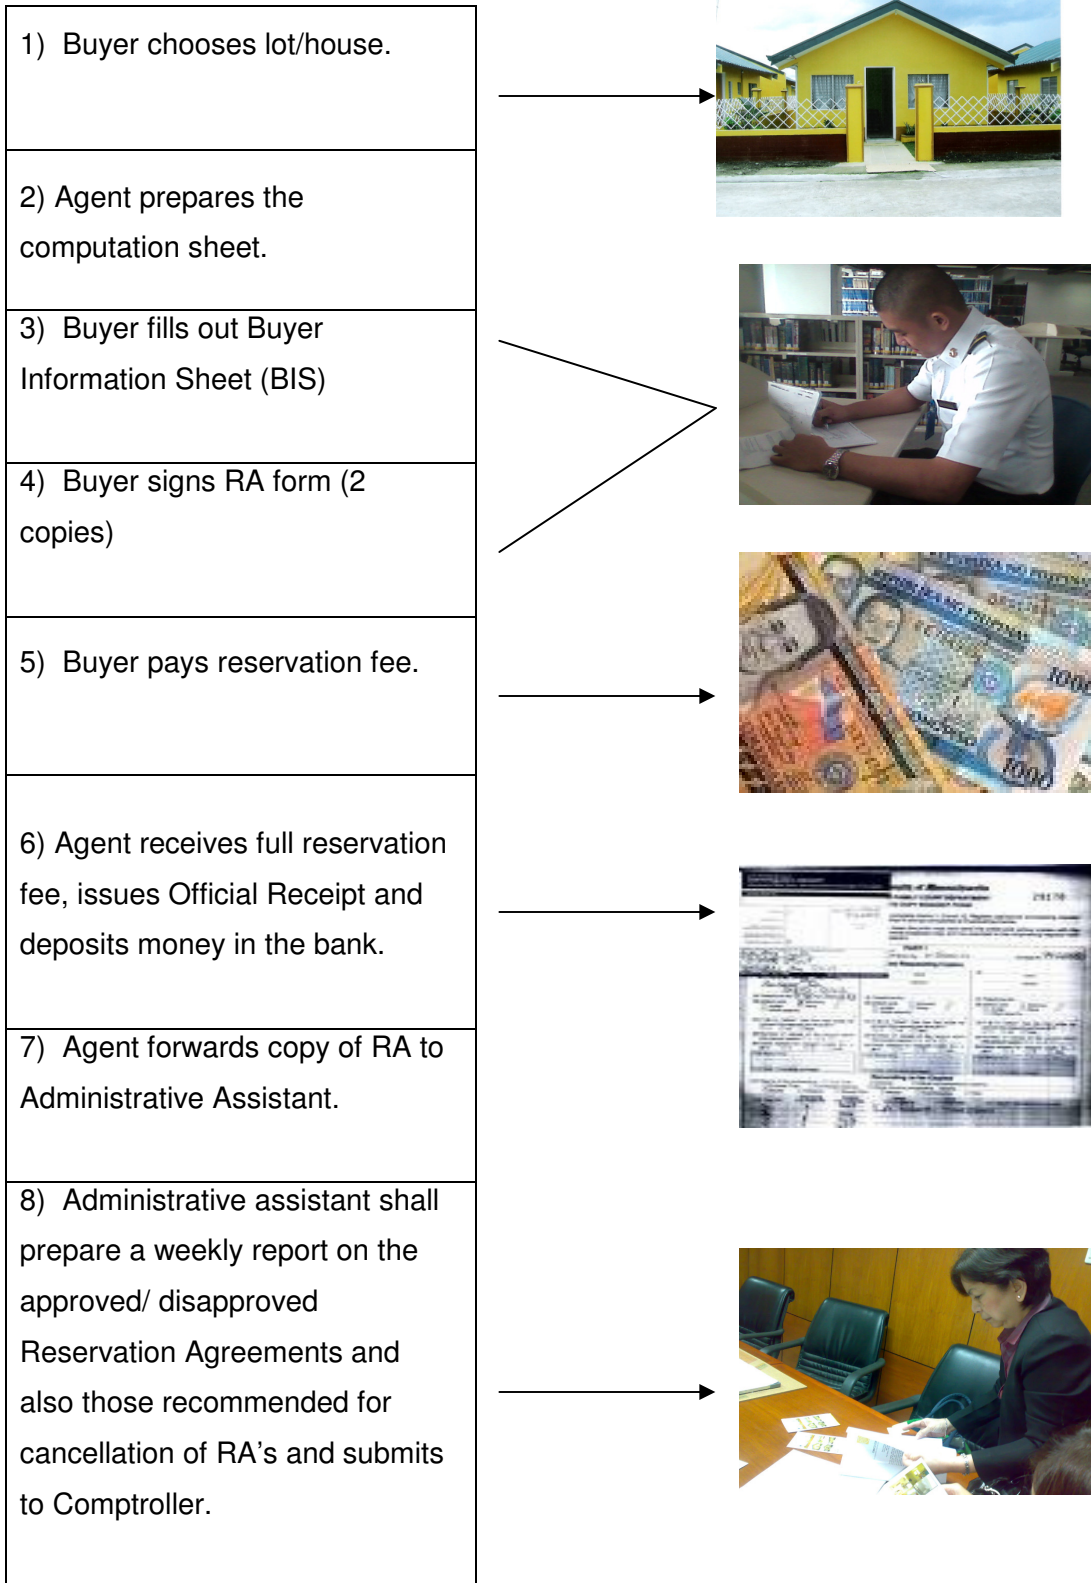 1)  Buyer chooses lot/house.
2) Agent prepares the
computation sheet.
3)  Buyer fills out Buyer
Information Sheet (BIS)
4)  Buyer signs RA form (2
copies)
5)  Buyer pays reservation fee.
6) Agent receives full reservation
fee, issues Official Receipt and
deposits money in the bank.
7)  Agent forwards copy of RA to
Administrative Assistant.
8)  Administrative assistant shall
prepare a weekly report on the
approved/ disapproved
Reservation Agreements and
also those recommended for
cancellation of RA's and submits
to Comptroller.
1000
1000